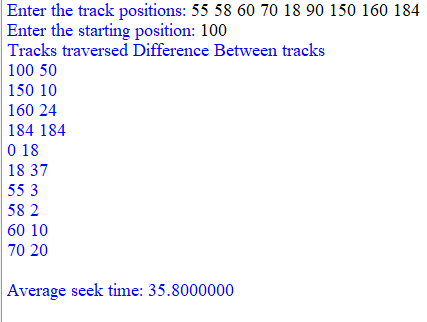 Enter the track positions: 55 58 60 70 18 90 150 160 184
Enter the starting position: 100
Tracks traversed Difference Between tracks
100 50
150 10
160 24
184 184
0 18
18 37
55 3
58 2
60 10
70 20
Average seek time: 35.8000000